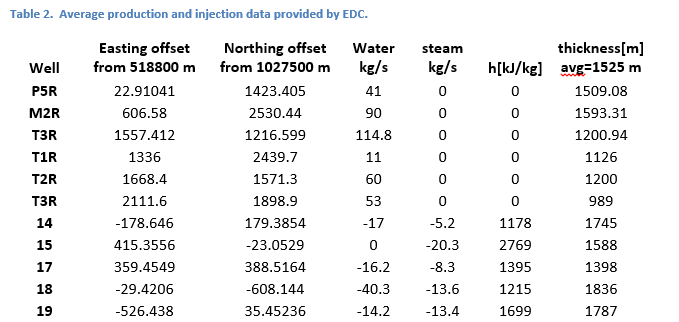 Table 2. Average production and injection data provided by EDC.
Easting offset Northing offset Water steam thickness[m]
Well from 518800 m from 1027500 m kg/s kg/s h[kJ/kg] avg=1525 m
P5R 22.91041 1423.405 41 0 0 1509.08
M2R 606.58 2530.44 90 0 0 1593.31
T3R 1557.412 1216.599 114.8 0 0 1200.94
T1R 1336 2439.7 11 0 0 1126
T2R 1668.4 1571.3 60 0 0 1200
T3R 2111.6 1898.9 53 0 0 989
14 -178.646 179.3854 -17 -5.2 1178 1745
15 415.3556 -23.0529 0 -20.3 2769 1588
17 359.4549 388.5164 -16.2 -8.3 1395 1398
18 -29.4206 -608.144 -40.3 -13.6 1215 1836
19 -526.438 35.45236 -14.2 -13.4 1699 1787